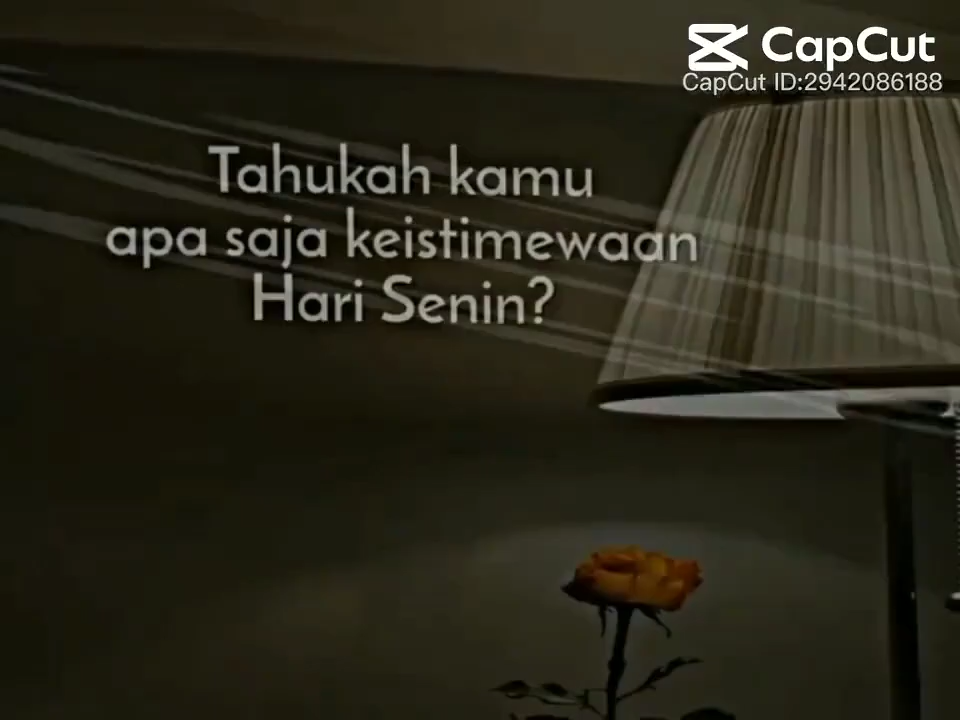 CapCut
CapCut ID:2942086188
Tahukah kamu
apa saja keistimewaan
Hari Senin?